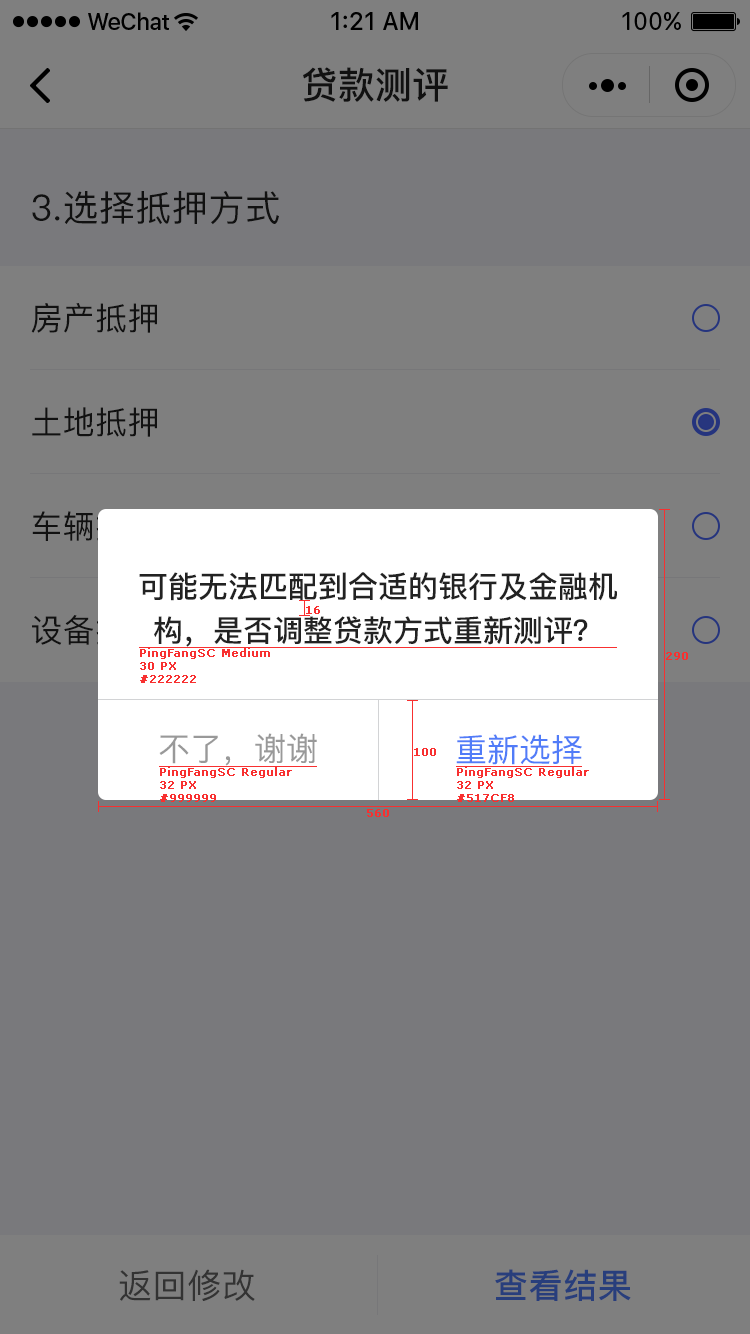 WeChat 1:21 AM 100%
贷款测评
3.选择抵押方式
房产抵押
土地抵押
车辆
可能无法匹配到合适的银行及金融机
16
构，是否调整贷款方式重新测评？
设备
PingFangSC Medium
30 PX
#222222
290
不了，谢谢
重新选择
100
PingFangSC Regular
32 PX
#999999
PingFangSC Regular
32 PX
#517CF8
560
返回修改
查看结果